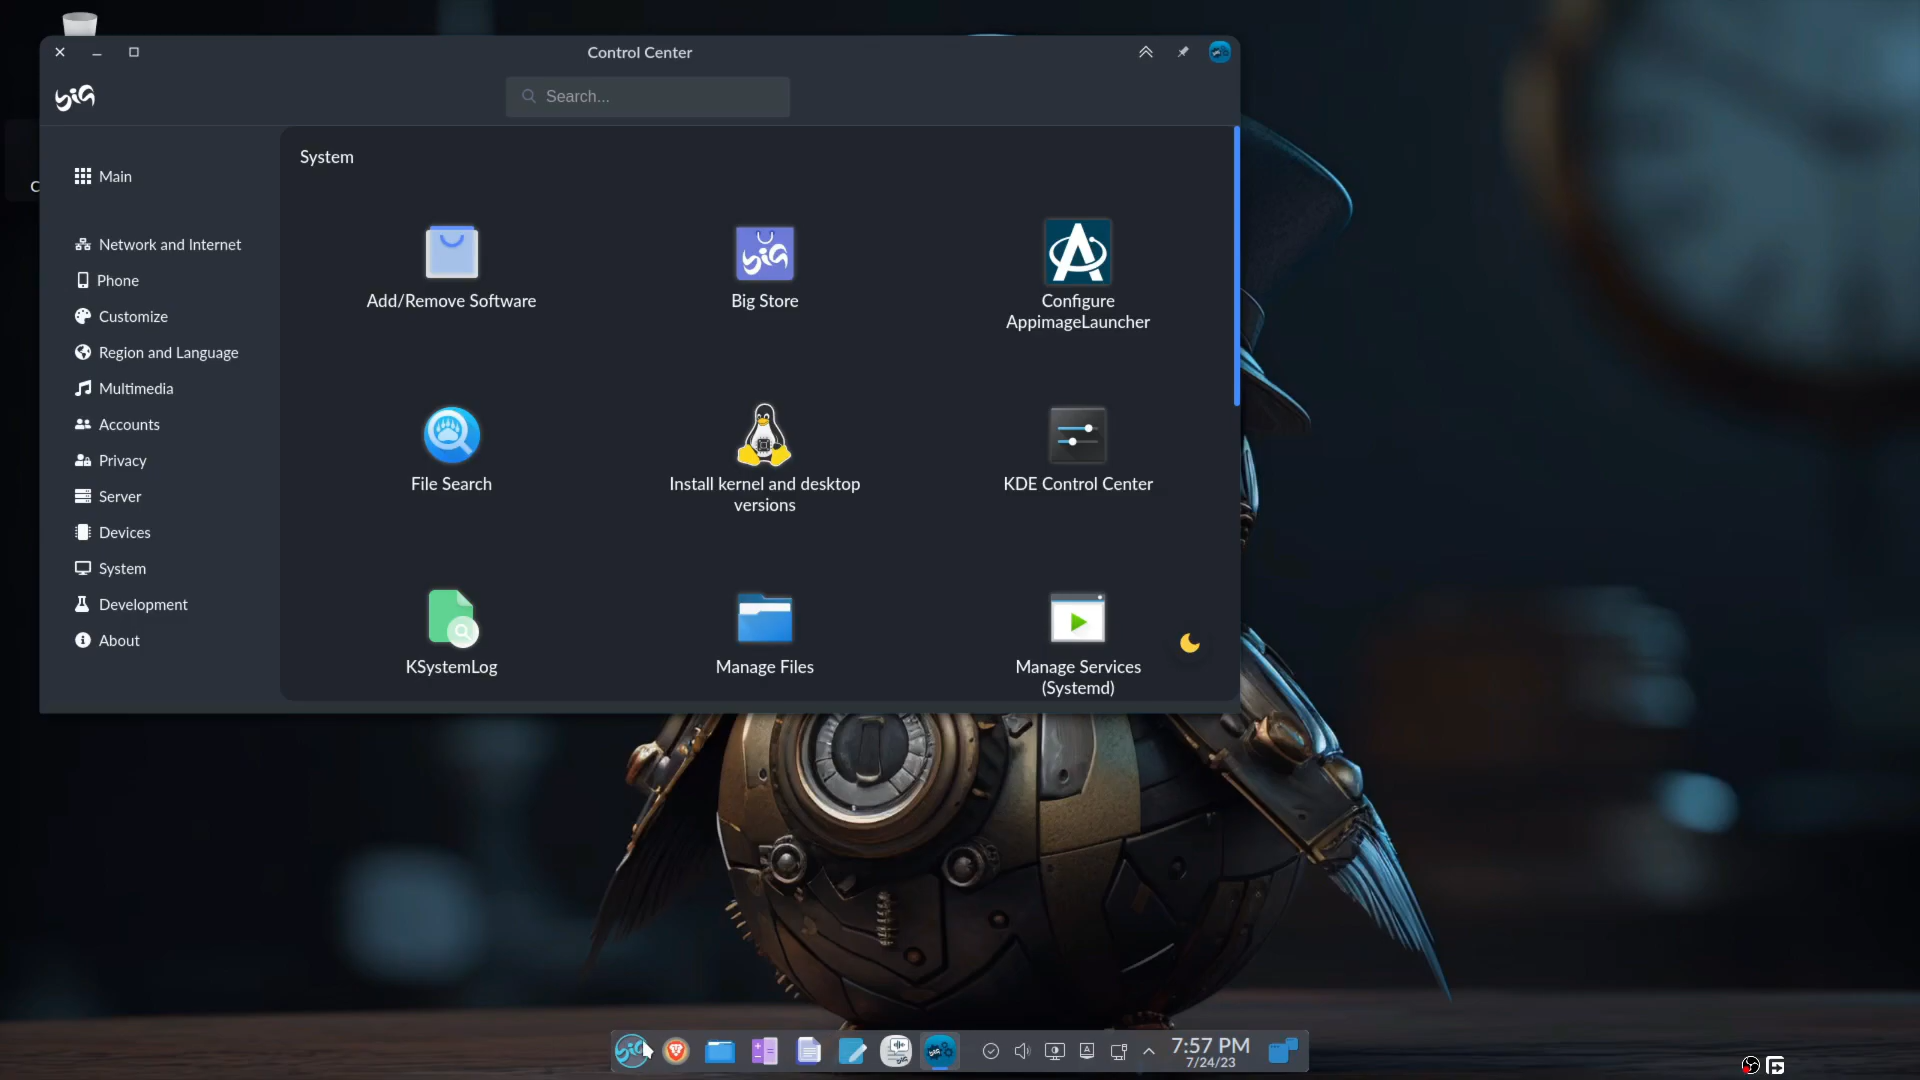 Control Center
big
Search...
System
C
Main
Network and Internet
Phone
Customize
Region and Language
Multimedia
Accounts
Privacy
Server
Devices
System
Development
About
Add/Remove Software
big
Big Store
Configure
AppimageLauncher
File Search
Install kernel and desktop
versions
KDE Control Center
KSystemLog
Manage Files
Manage Services
(Systemd)
7:57 PM
7/24/23